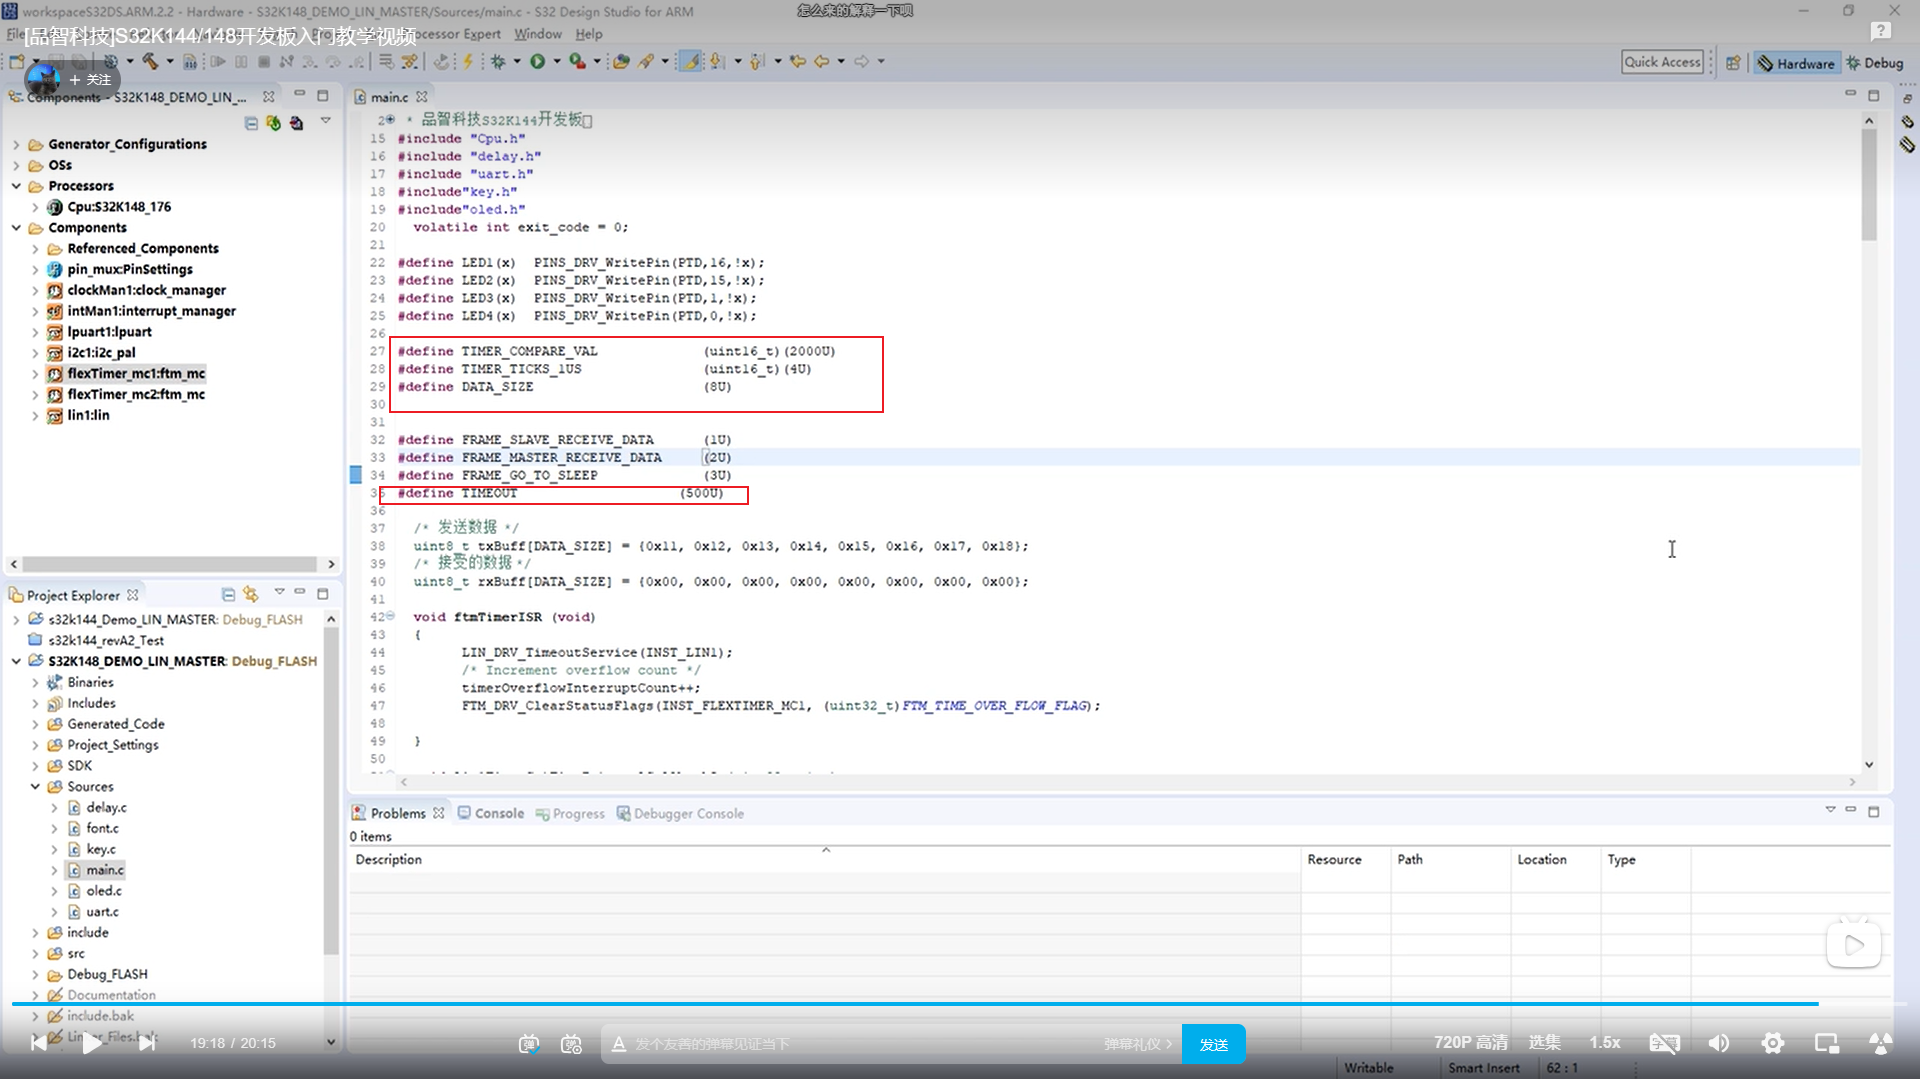 workspaceS32DS.ARM.2.2 - Hardware - S32K148_DEMO_LIN_MASTER/Sources/main.c - S32 Design Studio for ARM
怎么来的解释一下呗
[品智科技]S32K144/148开发板入门教学视频
ocessor Expert Window Help
+ 关注
Quick Access
Hardware
Debug
Components - S32K148_DEMO_LIN_...
Generator_Configurations
OSs
Processors
Cpu:S32K148_176
Components
Referenced_Components
pin_mux:PinSettings
clockMan1:clock_manager
intMan1:interrupt_manager
lpuart1:lpuart
i2c1:i2c_pal
flexTimer_mc1:ftm_mc
flexTimer_mc2:ftm_mc
lin1:lin
Project Explorer
s32k144_Demo_LIN_MASTER: Debug_FLASH
s32k144_revA2_Test
S32K148_DEMO_LIN_MASTER: Debug_FLASH
Binaries
Includes
Generated_Code
Project_Settings
SDK
Sources
delay.c
font.c
key.c
main.c
oled.c
uart.c
include
src
Debug_FLASH
Documentation
include.bak
Linker_Files.bak
main.c
2 * 品智科技S32K144开发板
15 #include "Cpu.h"
16 #include "delay.h"
17 #include "uart.h"
18 #include"key.h"
19 #include"oled.h"
20 volatile int exit_code = 0;
21
22 #define LED1(x) PINS_DRV_WritePin(PTD,16,!x);
23 #define LED2(x) PINS_DRV_WritePin(PTD,15,!x);
24 #define LED3(x) PINS_DRV_WritePin(PTD,1,!x);
25 #define LED4(x) PINS_DRV_WritePin(PTD,0,!x);
26
27 #define TIMER_COMPARE_VAL (uint16_t)(2000U)
28 #define TIMER_TICKS_1US (uint16_t)(4U)
29 #define DATA_SIZE (8U)
30
31
32 #define FRAME_SLAVE_RECEIVE_DATA (1U)
33 #define FRAME_MASTER_RECEIVE_DATA (2U)
34 #define FRAME_GO_TO_SLEEP (3U)
35 #define TIMEOUT (500U)
36
37 /* 发送数据 */
38 uint8_t txBuff[DATA_SIZE] = {0x11, 0x12, 0x13, 0x14, 0x15, 0x16, 0x17, 0x18};
39 /* 接受的数据 */
40 uint8_t rxBuff[DATA_SIZE] = {0x00, 0x00, 0x00, 0x00, 0x00, 0x00, 0x00, 0x00};
41
42 void ftmTimerISR (void)
43 {
44 LIN_DRV_TimeoutService(INST_LIN1);
45 /* Increment overflow count */
46 timerOverflowInterruptCount++;
47 FTM_DRV_ClearStatusFlags(INST_FLEXTIMER_MC1, (uint32_t)FTM_TIME_OVER_FLOW_FLAG);
48
49 }
50
Problems Console Progress Debugger Console
0 items
Description Resource Path Location Type
19:18 / 20:15
发个友善的弹幕见证当下
弹幕礼仪 >
发送
720P 高清 选集 1.5x
Writable Smart Insert 62 : 1